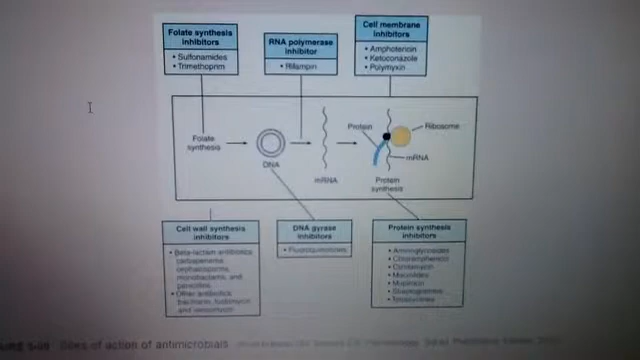 Folate synthesis
inhibitors
• Sulfonamides
• Trimethoprim
RNA polymerase
inhibitor
• Rifampin
Cell membrane
inhibitors
• Amphotericin
• Ketoconazole
• Polymyxin
Folate
synthesis
DNA
mRNA
Protein
Ribosome
mRNA
Protein
synthesis
Cell wall synthesis
inhibitors
• Beta-lactam antibiotics
carbapenems,
cephalosporins,
monobactams, and
penicillins
• Other antibiotics
bacitracin, fosfomycin
and vancomycin
DNA gyrase
inhibitors
• Fluoroquinolones
Protein synthesis
inhibitors
• Aminoglycosides
• Chloramphenicol
• Clindamycin
• Macrolides
• Mupirocin
• Streptogramins
• Tetracyclines
Sites of action of antimicrobials